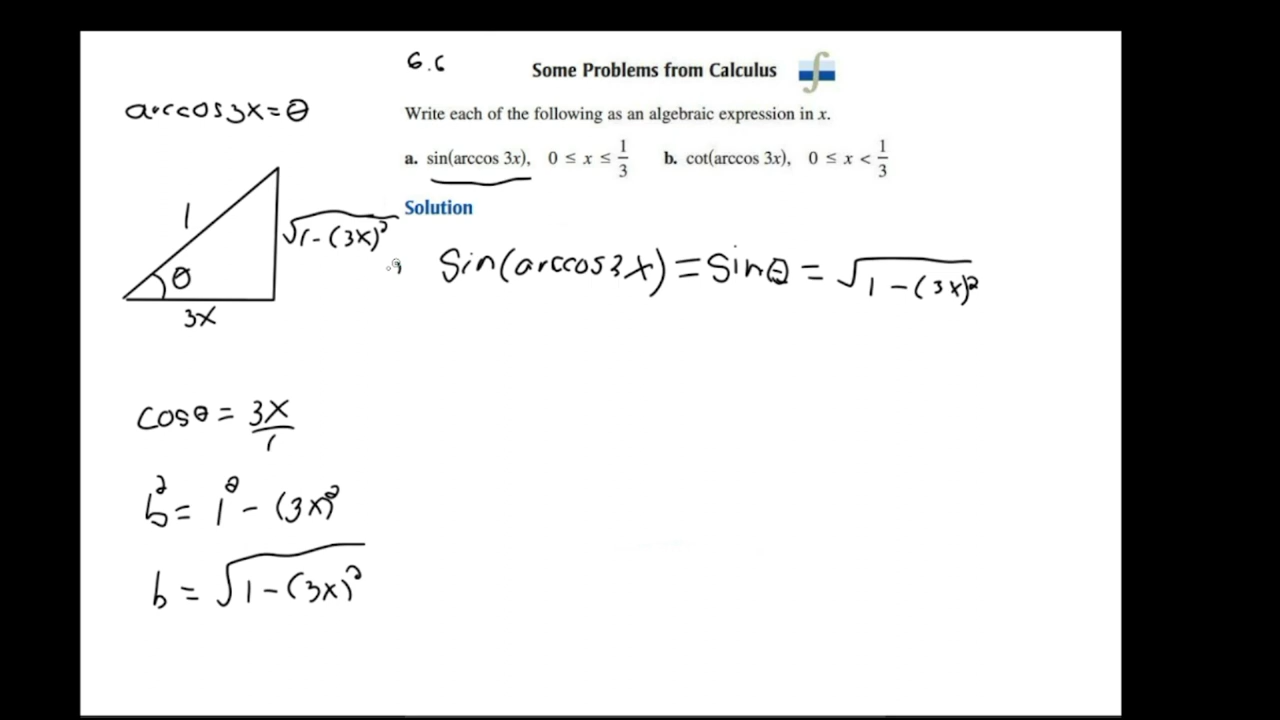 6.6
Some Problems from Calculus
arccos3x=θ
Write each of the following as an algebraic expression in x.
a. sin(arccos 3x), 0 ≤ x ≤ 1/3 b. cot(arccos 3x), 0 ≤ x < 1/3
Solution
1
√1-(3x)²
θ
3x
Sin(arccos3x)=Sinθ=√1-(3x)²
cosθ=3x/1
b²=1²-(3x)²
b=√1-(3x)²